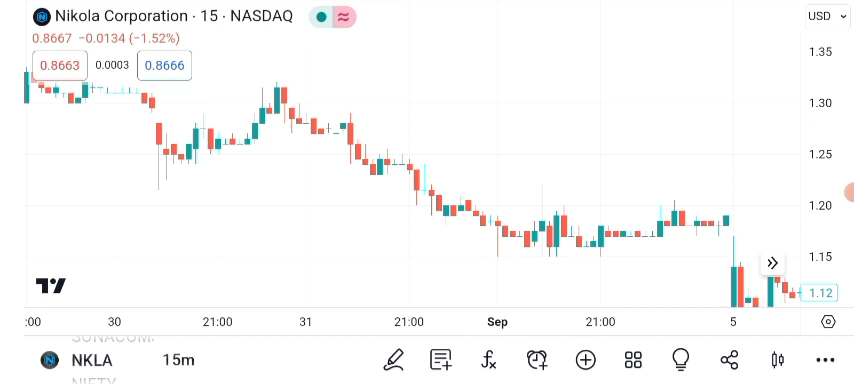 Nikola Corporation · 15 · NASDAQ
USD
0.8667 −0.0134 (−1.52%)
0.8663 0.0003 0.8666
1.35
1.30
1.25
1.20
1.15
1.12
:00 30 21:00 31 21:00 Sep 21:00 5
NKLA 15m
NIFTY